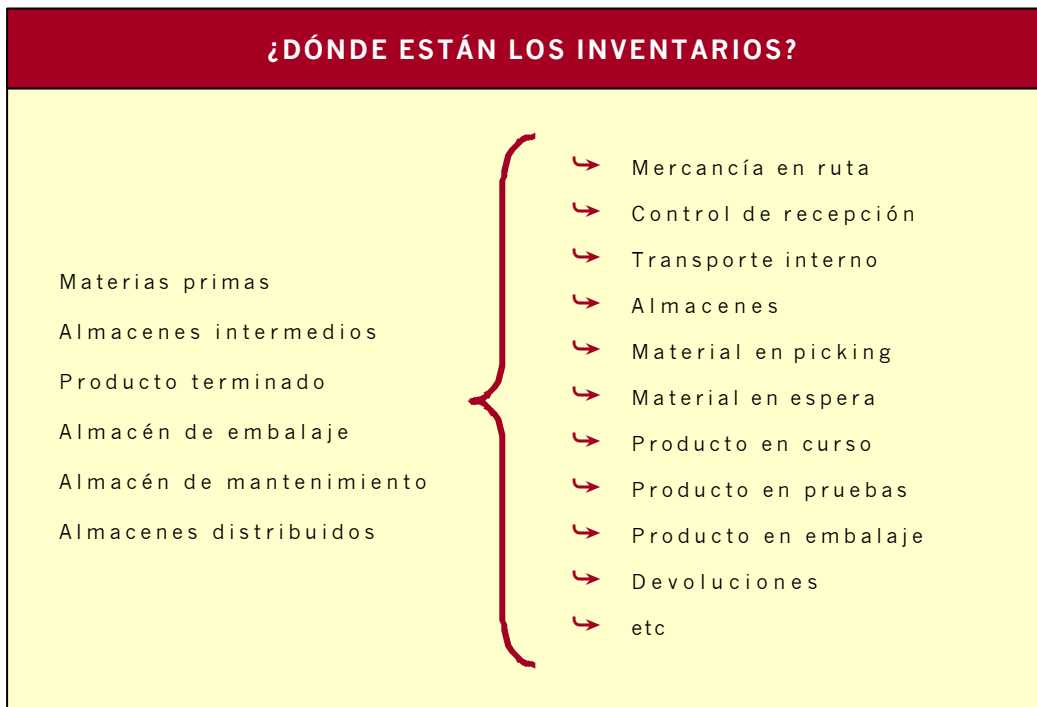 ¿DÓNDE ESTÁN LOS INVENTARIOS?
Materias primas
Almacenes intermedios
Producto terminado
Almacén de embalaje
Almacén de mantenimiento
Almacenes distribuidos
Mercancía en ruta
Control de recepción
Transporte interno
Almacenes
Material en picking
Material en espera
Producto en curso
Producto en pruebas
Producto en embalaje
Devoluciones
etc